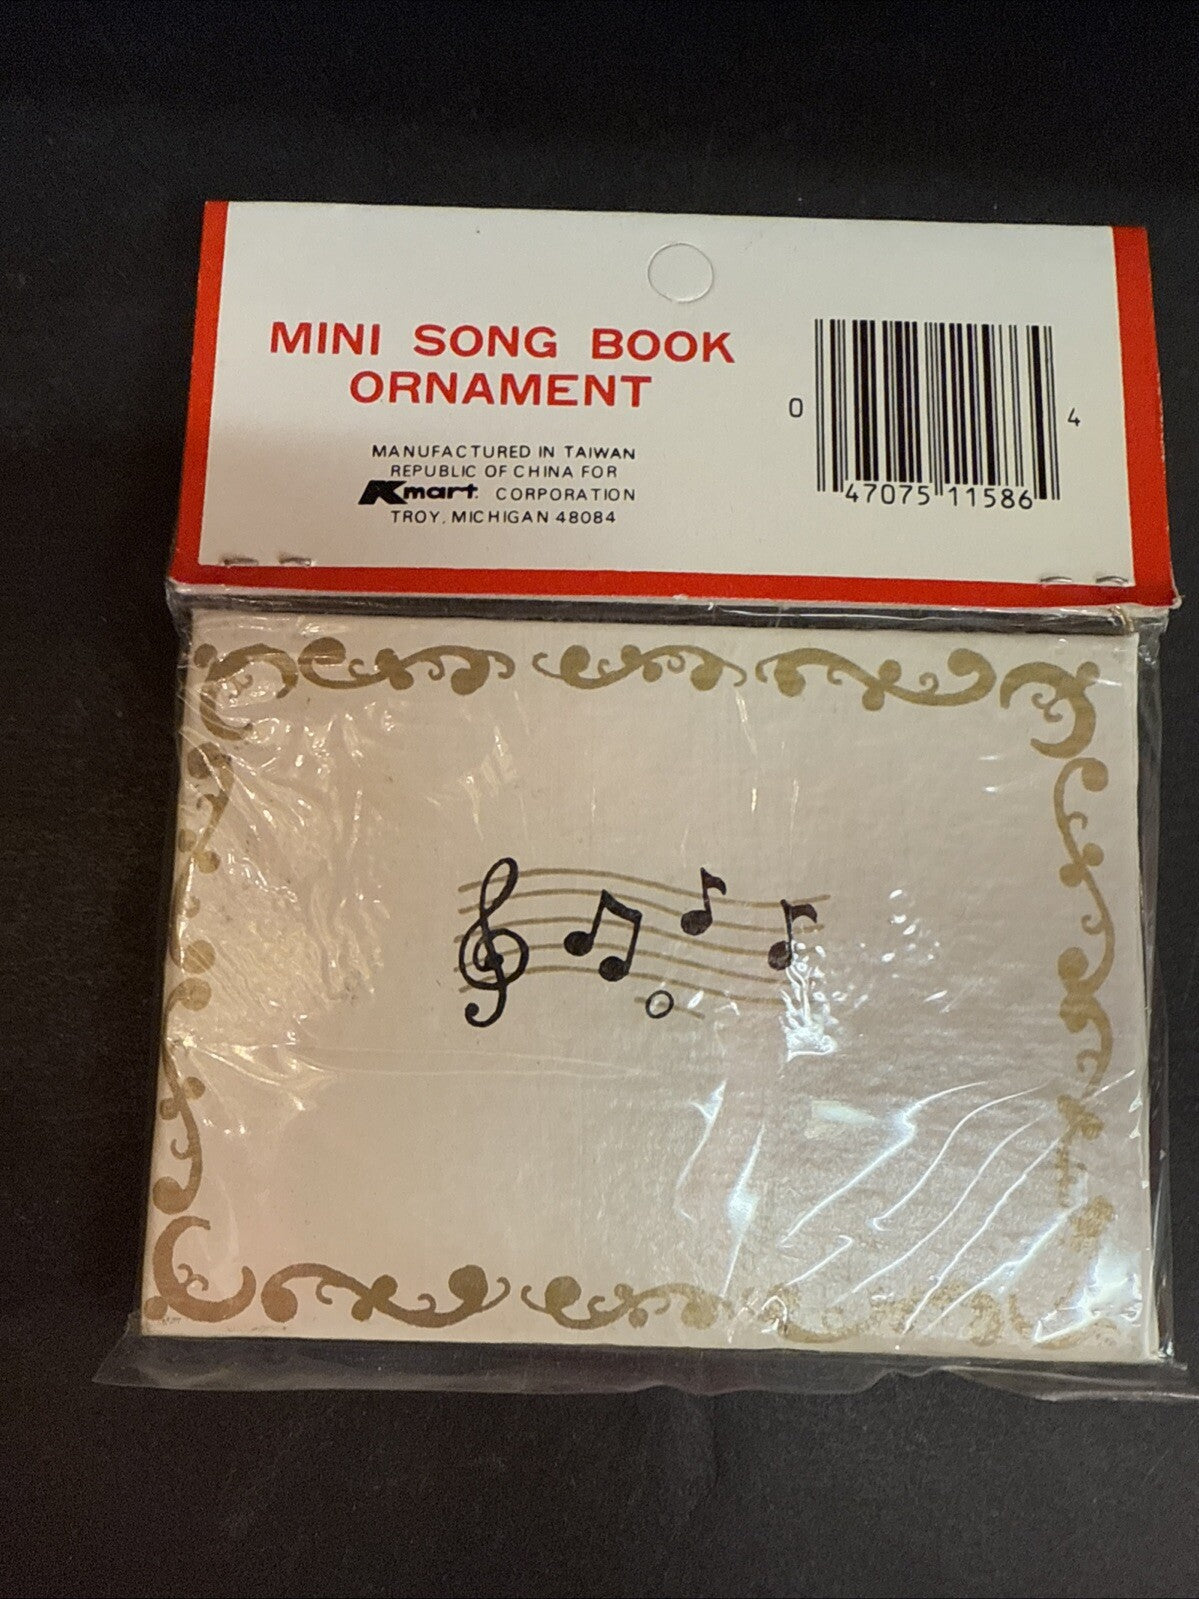 MINI SONG BOOK
ORNAMENT
MANUFACTURED IN TAIWAN
REPUBLIC OF CHINA FOR
Kmart CORPORATION
TROY, MICHIGAN 48084
0 47075 11586 4